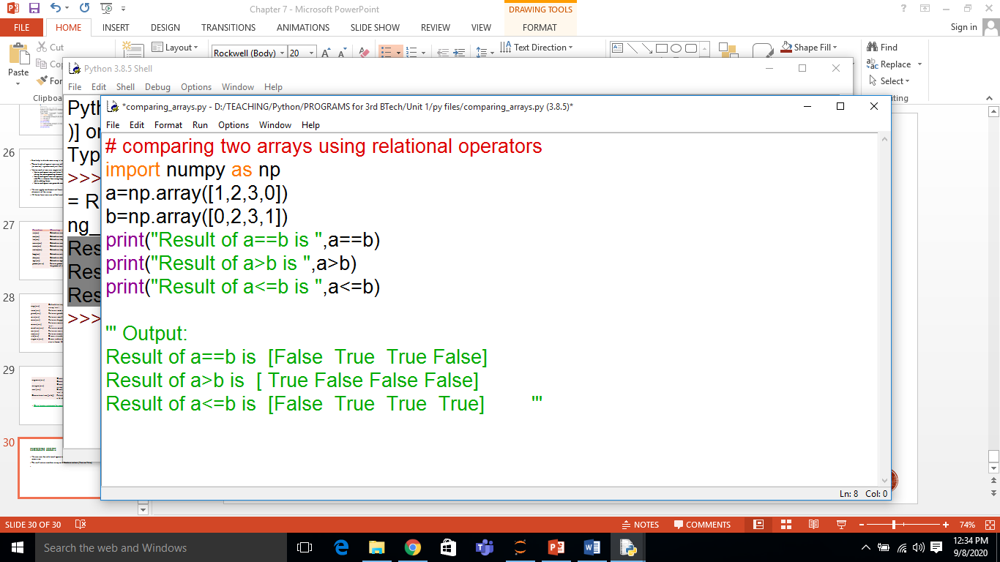 Chapter 7 - Microsoft PowerPoint
DRAWING TOOLS
FILE HOME INSERT DESIGN TRANSITIONS ANIMATIONS SLIDE SHOW REVIEW VIEW FORMAT
Sign in
Cut
Layout
Rockwell (Body) 20
Text Direction
Shape Fill
Find
Paste
Replace
Select
Clipboa
Python 3.8.5 Shell
File Edit Shell Debug Options Window Help
Pyth
)] or
Typ
>>>
= R
ng_
Res
Res
Res
>>>
*comparing_arrays.py - D:/TEACHING/Python/PROGRAMS for 3rd BTech/Unit 1/py files/comparing_arrays.py (3.8.5)*
File Edit Format Run Options Window Help
# comparing two arrays using relational operators
import numpy as np
a=np.array([1,2,3,0])
b=np.array([0,2,3,1])
print("Result of a==b is ",a==b)
print("Result of a>b is ",a>b)
print("Result of a<=b is ",a<=b)
''' Output:
Result of a==b is  [False  True  True False]
Result of a>b is  [ True False False False]
Result of a<=b is  [False  True  True  True]        '''
Ln: 8 Col: 0
26
27
28
29
30
COMPARING ARRAYS
SLIDE 30 OF 30
NOTES COMMENTS
74%
Search the web and Windows
12:34 PM
9/8/2020